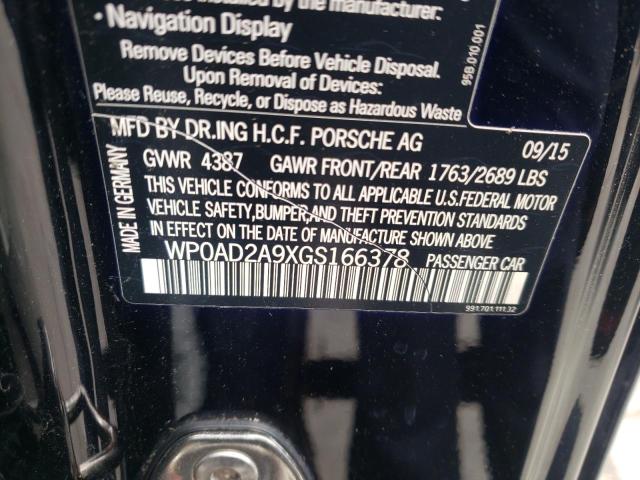 the manufacturer:
• Navigation Display
Remove Devices Before Vehicle Disposal.
Upon Removal of Devices:
Please Reuse, Recycle, or Dispose as Hazardous Waste
95B.010.001
MFD BY DR.ING H.C.F. PORSCHE AG 09/15
GVWR 4387 GAWR FRONT/REAR 1763/2689 LBS
THIS VEHICLE CONFORMS TO ALL APPLICABLE U.S.FEDERAL MOTOR
VEHICLE SAFETY,BUMPER,AND THEFT PREVENTION STANDARDS
IN EFFECT ON THE DATE OF MANUFACTURE SHOWN ABOVE
WP0AD2A9XGS166378 PASSENGER CAR
MADE IN GERMANY
991.701.111.32